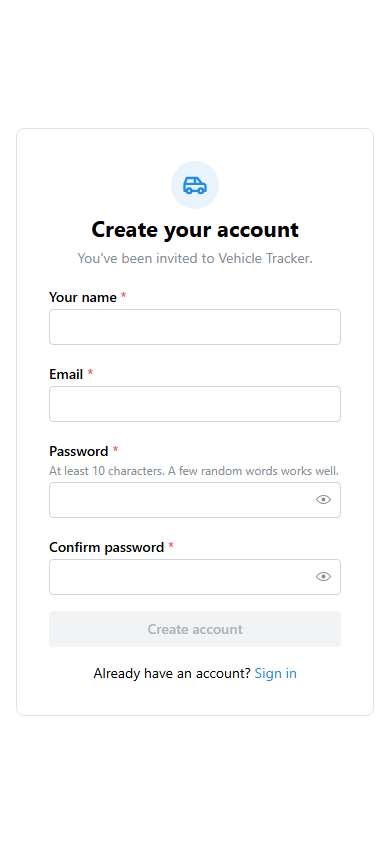 Create your account
You've been invited to Vehicle Tracker.
Your name *
Email *
Password *
At least 10 characters. A few random words works well.
Confirm password *
Create account
Already have an account? Sign in